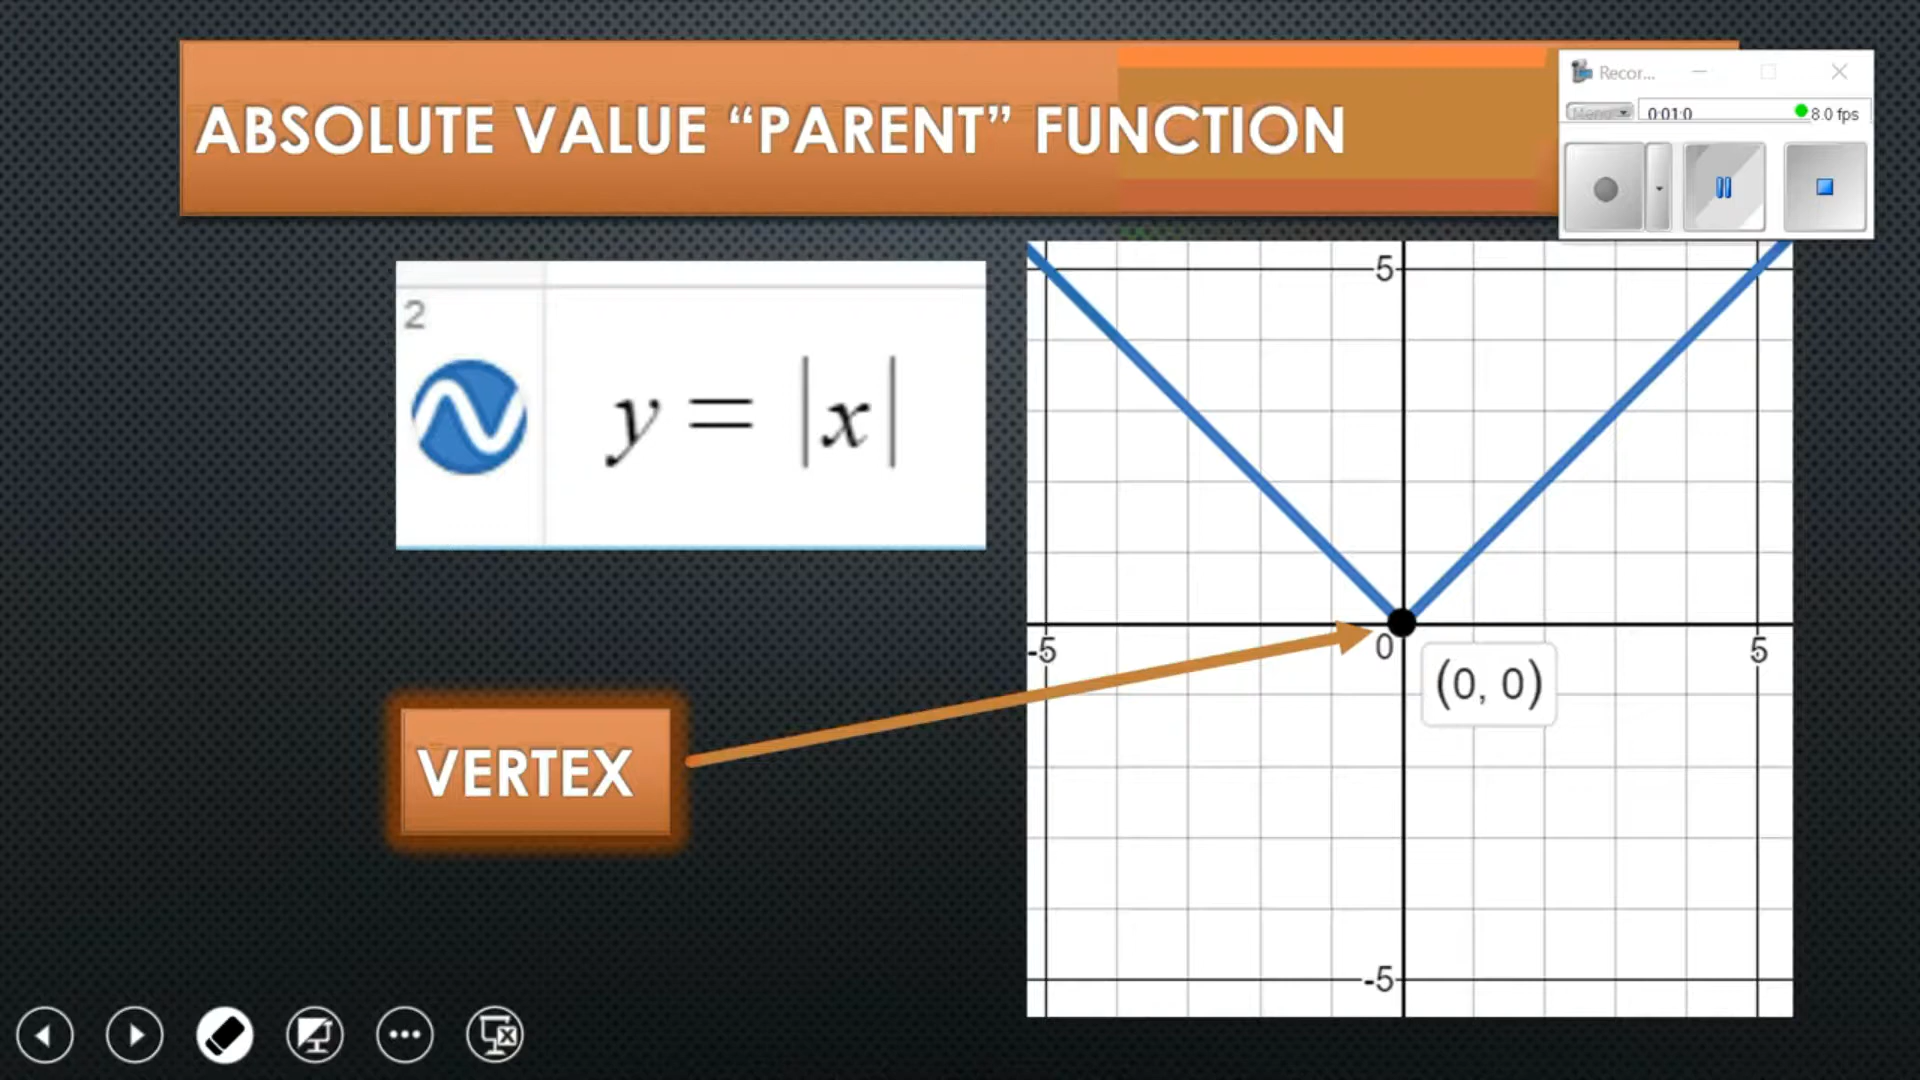 ABSOLUTE VALUE “PARENT” FUNCTION
Recor...
Menu
0:01:0
8.0 fps
2
y = |x|
5
-5
0
5
(0, 0)
VERTEX
-5